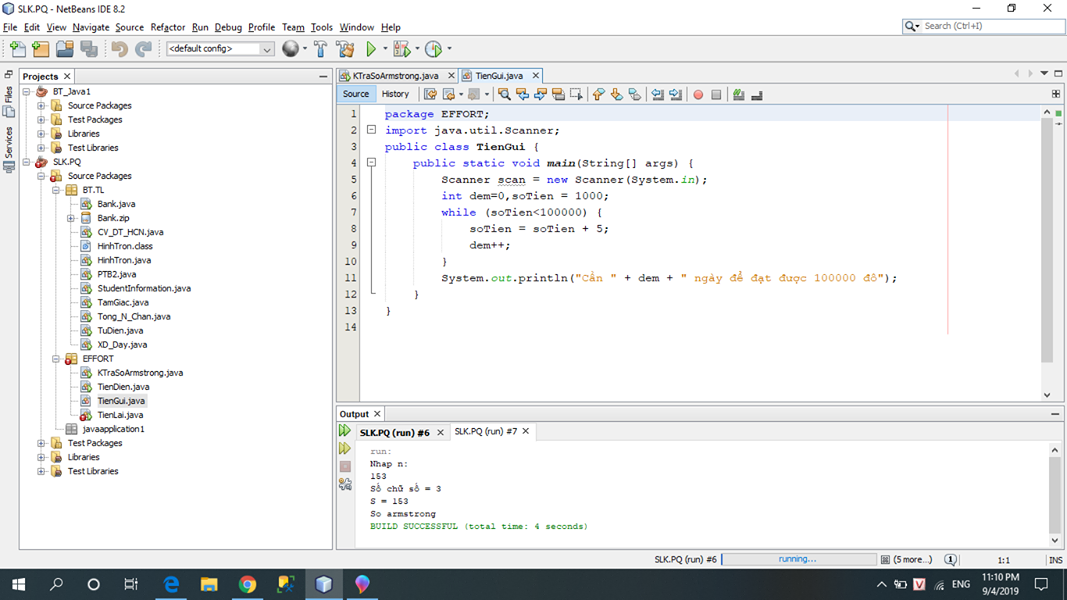 SLK.PQ - NetBeans IDE 8.2
File Edit View Navigate Source Refactor Run Debug Profile Team Tools Window Help
Search (Ctrl+I)
<default config>
Projects
KTraSoArmstrong.java
TienGui.java
Files
Services
BT_Java1
Source Packages
Test Packages
Libraries
Test Libraries
SLK.PQ
Source Packages
BT.TL
Bank.java
Bank.zip
CV_DT_HCN.java
HinhTron.class
HinhTron.java
PTB2.java
StudentInformation.java
TamGiac.java
Tong_N_Chan.java
TuDien.java
XD_Day.java
EFFORT
KTraSoArmstrong.java
TienDien.java
TienGui.java
TienLai.java
javaapplication1
Test Packages
Libraries
Test Libraries
Source History
1 package EFFORT;
2 import java.util.Scanner;
3 public class TienGui {
4 public static void main(String[] args) {
5 Scanner scan = new Scanner(System.in);
6 int dem=0,soTien = 1000;
7 while (soTien<100000) {
8 soTien = soTien + 5;
9 dem++;
10 }
11 System.out.println("Cần " + dem + " ngày để đạt được 100000 đô");
12 }
13 }
14
Output
SLK.PQ (run) #6
SLK.PQ (run) #7
run:
Nhap n:
153
Số chữ số = 3
S = 153
So armstrong
BUILD SUCCESSFUL (total time: 4 seconds)
SLK.PQ (run) #6 running... (5 more...) 1 1:1 INS
V ENG
11:10 PM
9/4/2019